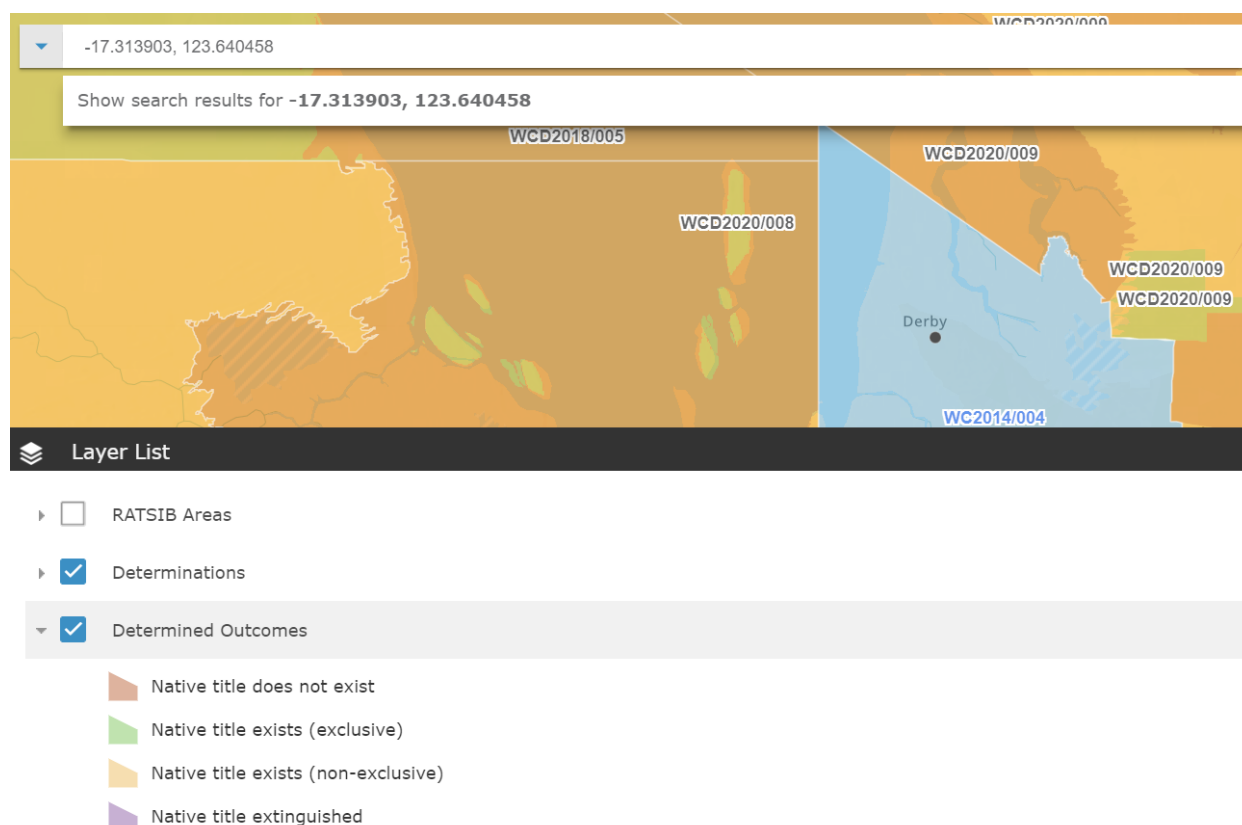 WCD2020/009
-17.313903, 123.640458
Show search results for -17.313903, 123.640458
WCD2018/005
WCD2020/009
WCD2020/008
WCD2020/009
WCD2020/009
Derby
WC2014/004
Layer List
RATSIB Areas
Determinations
Determined Outcomes
Native title does not exist
Native title exists (exclusive)
Native title exists (non-exclusive)
Native title extinguished